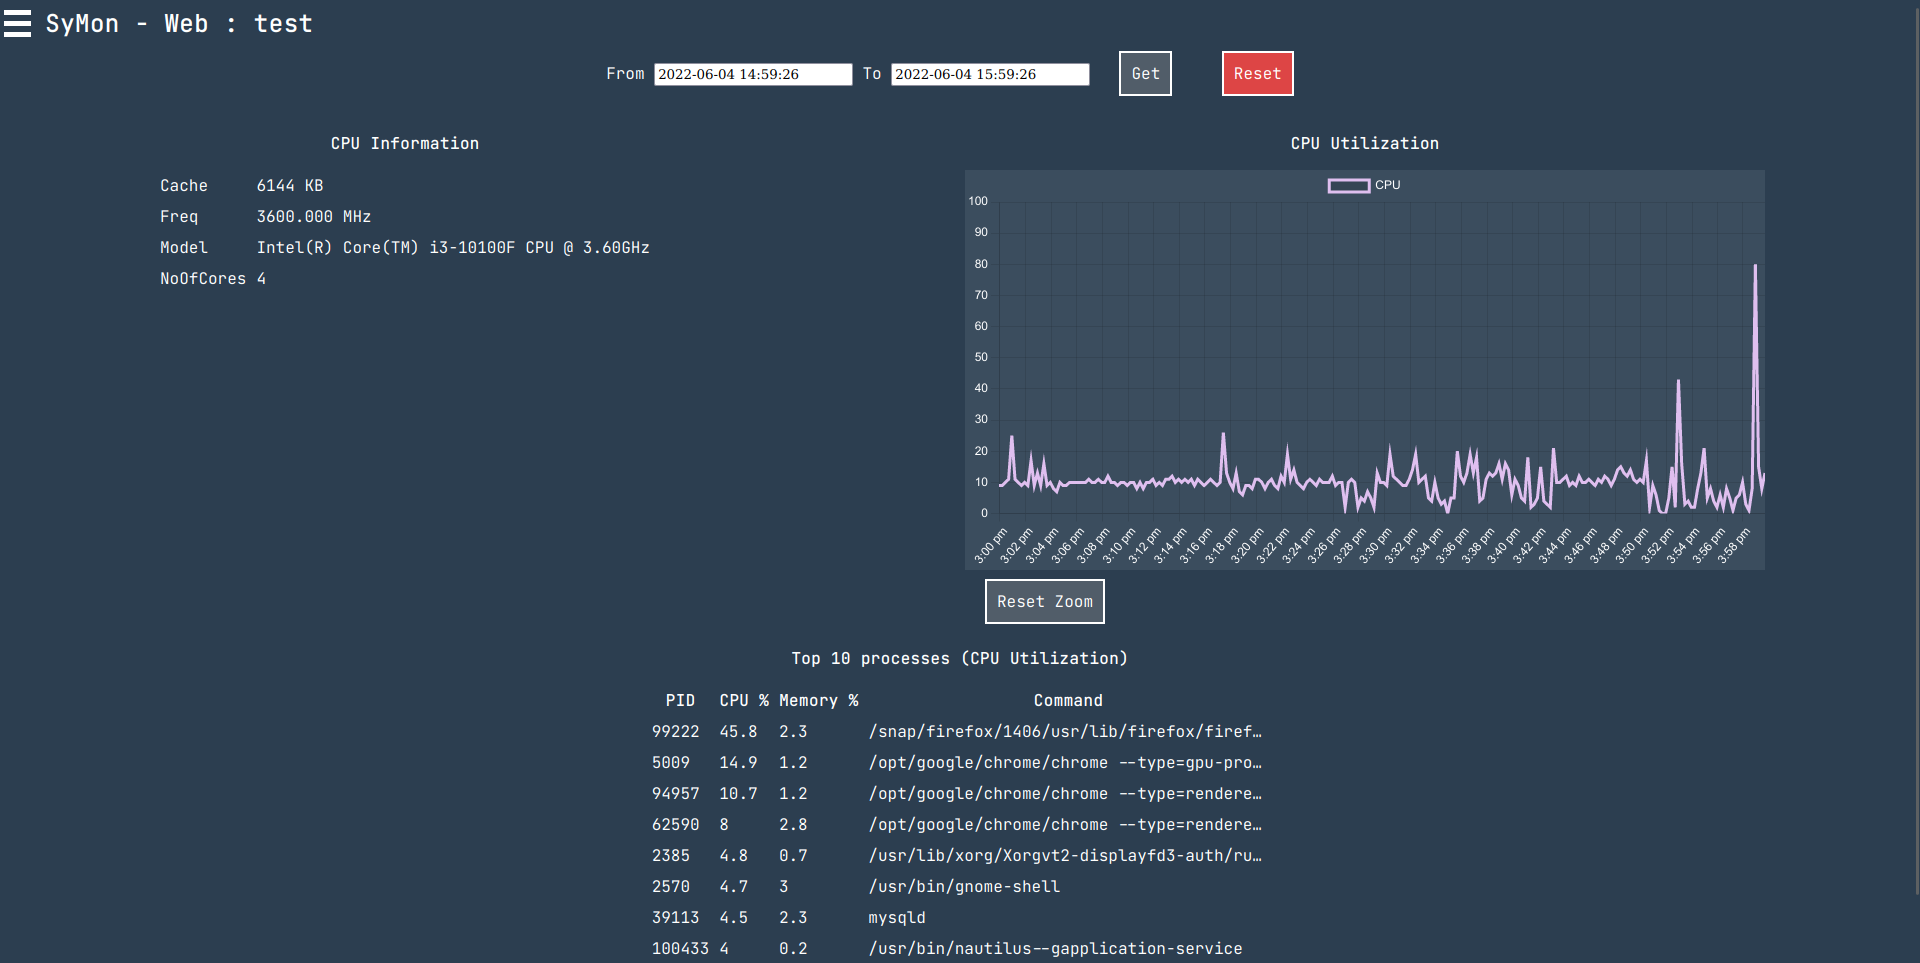 SyMon - Web : test
From 2022-06-04 14:59:26 To 2022-06-04 15:59:26 Get Reset
CPU Information
Cache 6144 KB
Freq 3600.000 MHz
Model Intel(R) Core(TM) i3-10100F CPU @ 3.60GHz
NoOfCores 4
CPU Utilization
CPU
100
90
80
70
60
50
40
30
20
10
0
3:00 pm 3:02 pm 3:04 pm 3:06 pm 3:08 pm 3:10 pm 3:12 pm 3:14 pm 3:16 pm 3:18 pm 3:20 pm 3:22 pm 3:24 pm 3:26 pm 3:28 pm 3:30 pm 3:32 pm 3:34 pm 3:36 pm 3:38 pm 3:40 pm 3:42 pm 3:44 pm 3:46 pm 3:48 pm 3:50 pm 3:52 pm 3:54 pm 3:56 pm 3:58 pm
Reset Zoom
Top 10 processes (CPU Utilization)
PID CPU % Memory % Command
99222 45.8 2.3 /snap/firefox/1406/usr/lib/firefox/firef…
5009 14.9 1.2 /opt/google/chrome/chrome --type=gpu-pro…
94957 10.7 1.2 /opt/google/chrome/chrome --type=rendere…
62590 8 2.8 /opt/google/chrome/chrome --type=rendere…
2385 4.8 0.7 /usr/lib/xorg/Xorgvt2-displayfd3-auth/ru…
2570 4.7 3 /usr/bin/gnome-shell
39113 4.5 2.3 mysqld
100433 4 0.2 /usr/bin/nautilus--gapplication-service